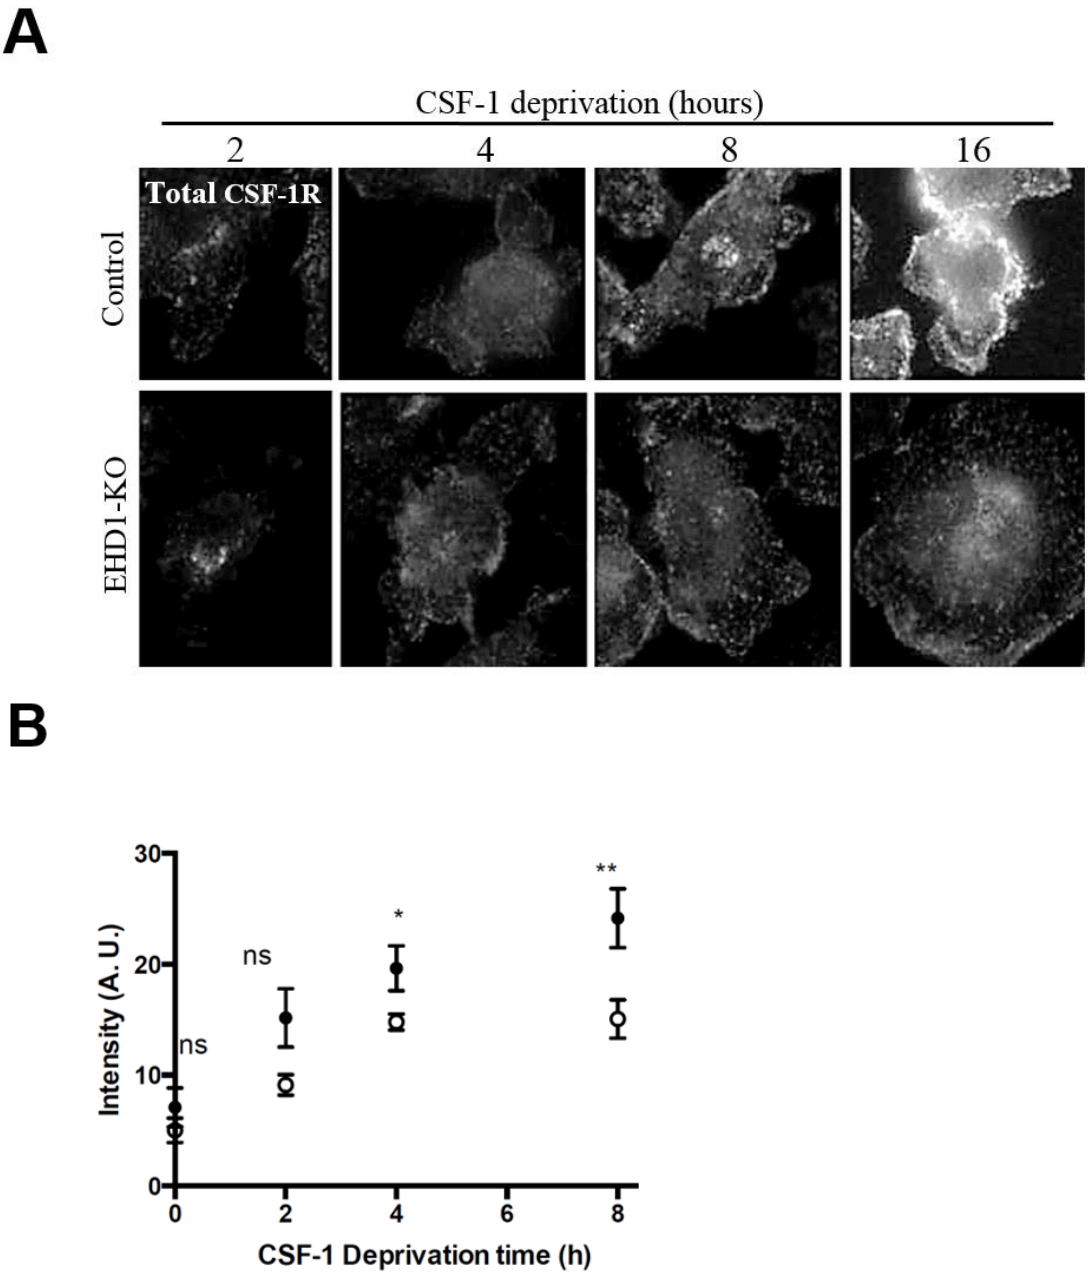 A
CSF-1 deprivation (hours)
2 4 8 16
Total CSF-1R
Control
EHD1-KO
B
30
20
10
0
Intensity (A. U.)
ns
ns
*
**
0 2 4 6 8
CSF-1 Deprivation time (h)